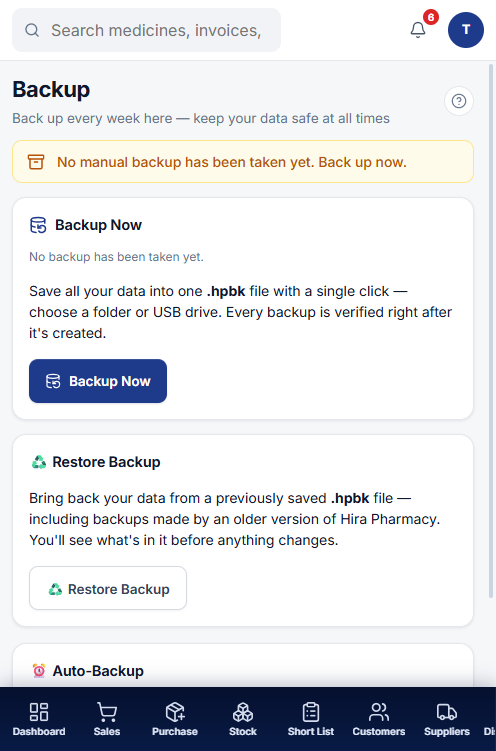 Search medicines, invoices,
6
T
Backup
Back up every week here — keep your data safe at all times
No manual backup has been taken yet. Back up now.
Backup Now
No backup has been taken yet.
Save all your data into one .hpbk file with a single click —
choose a folder or USB drive. Every backup is verified right after
it's created.
Backup Now
Restore Backup
Bring back your data from a previously saved .hpbk file —
including backups made by an older version of Hira Pharmacy.
You'll see what's in it before anything changes.
Restore Backup
Auto-Backup
Dashboard Sales Purchase Stock Short List Customers Suppliers